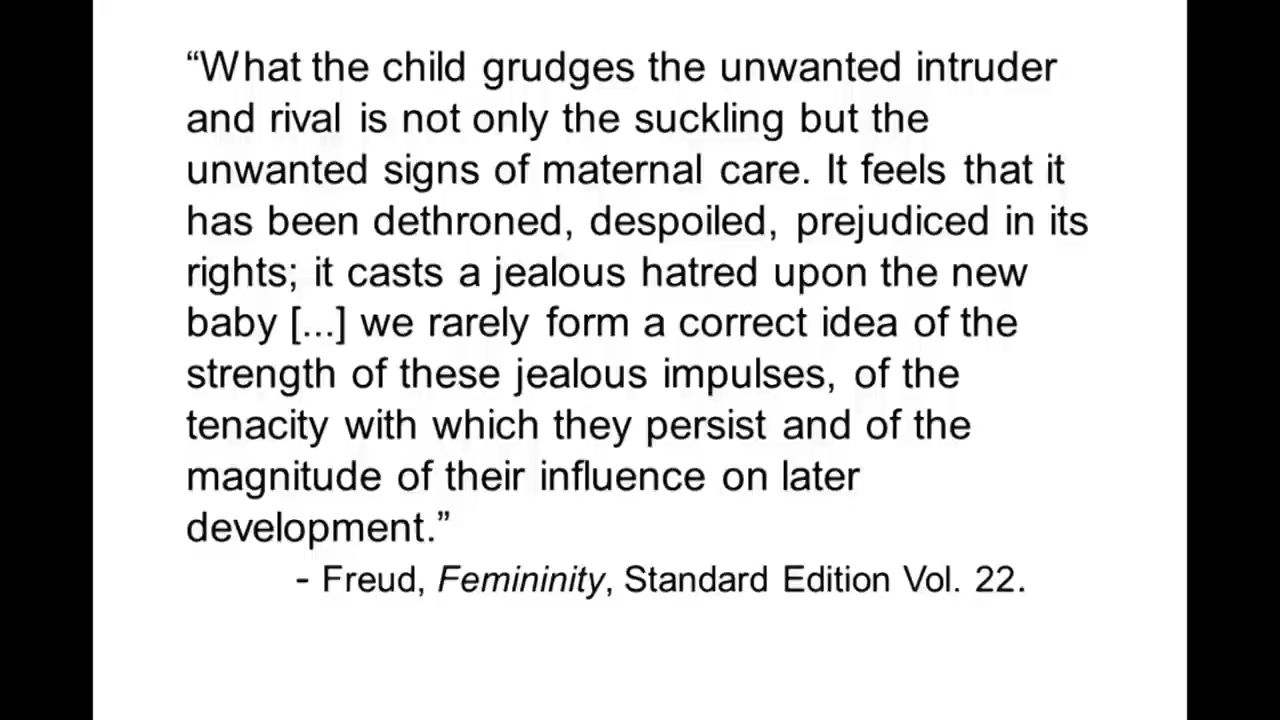 “What the child grudges the unwanted intruder
and rival is not only the suckling but the
unwanted signs of maternal care. It feels that it
has been dethroned, despoiled, prejudiced in its
rights; it casts a jealous hatred upon the new
baby [...] we rarely form a correct idea of the
strength of these jealous impulses, of the
tenacity with which they persist and of the
magnitude of their influence on later
development.”
- Freud, Femininity, Standard Edition Vol. 22.